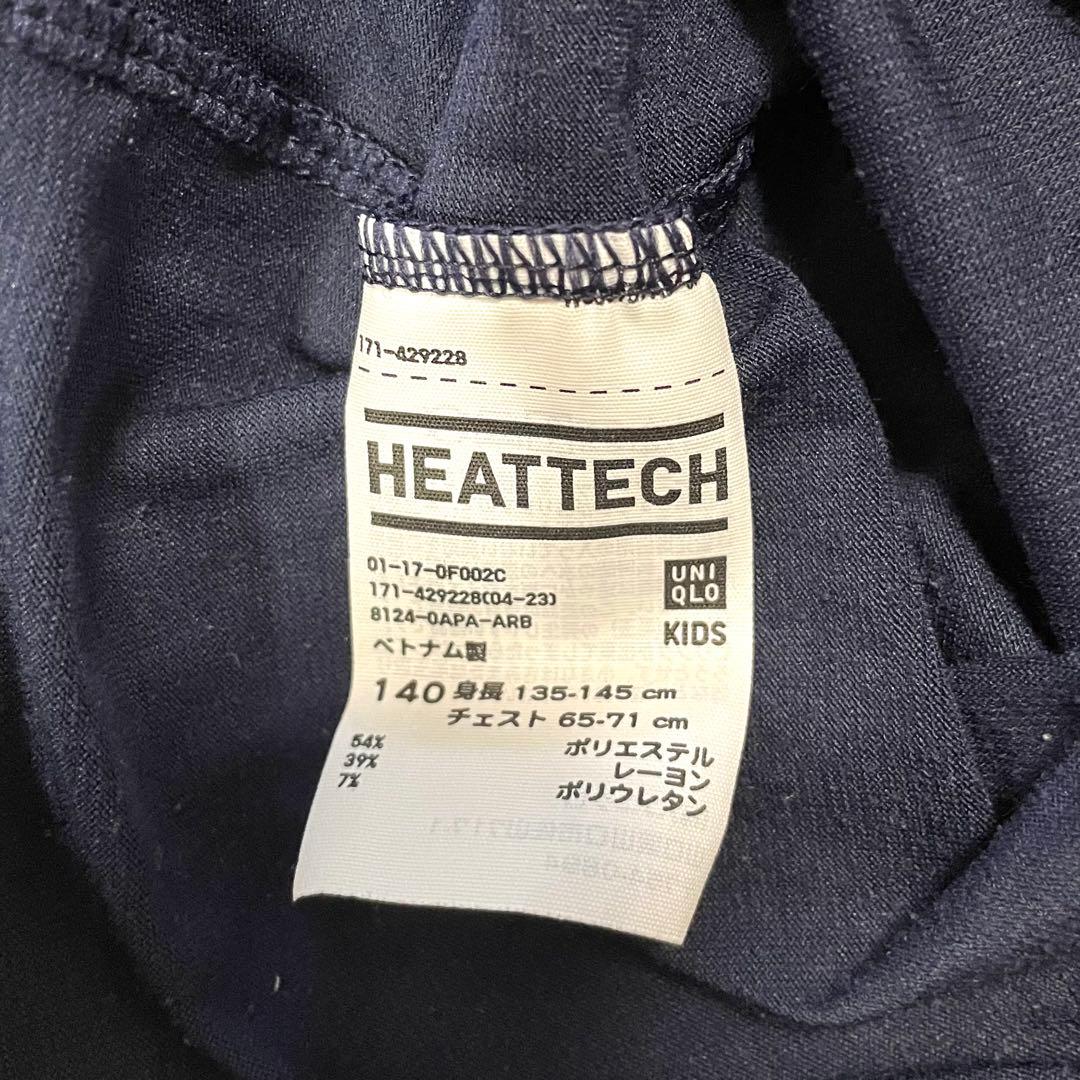 171-429228
HEATTECH
01-17-0F002C
171-429228(04-23)
8124-0APA-ARB
ベトナム製
UNI
QLO
KIDS
140 身長 135-145 cm
チェスト 65-71 cm
54% ポリエステル
39% レーヨン
7% ポリウレタン